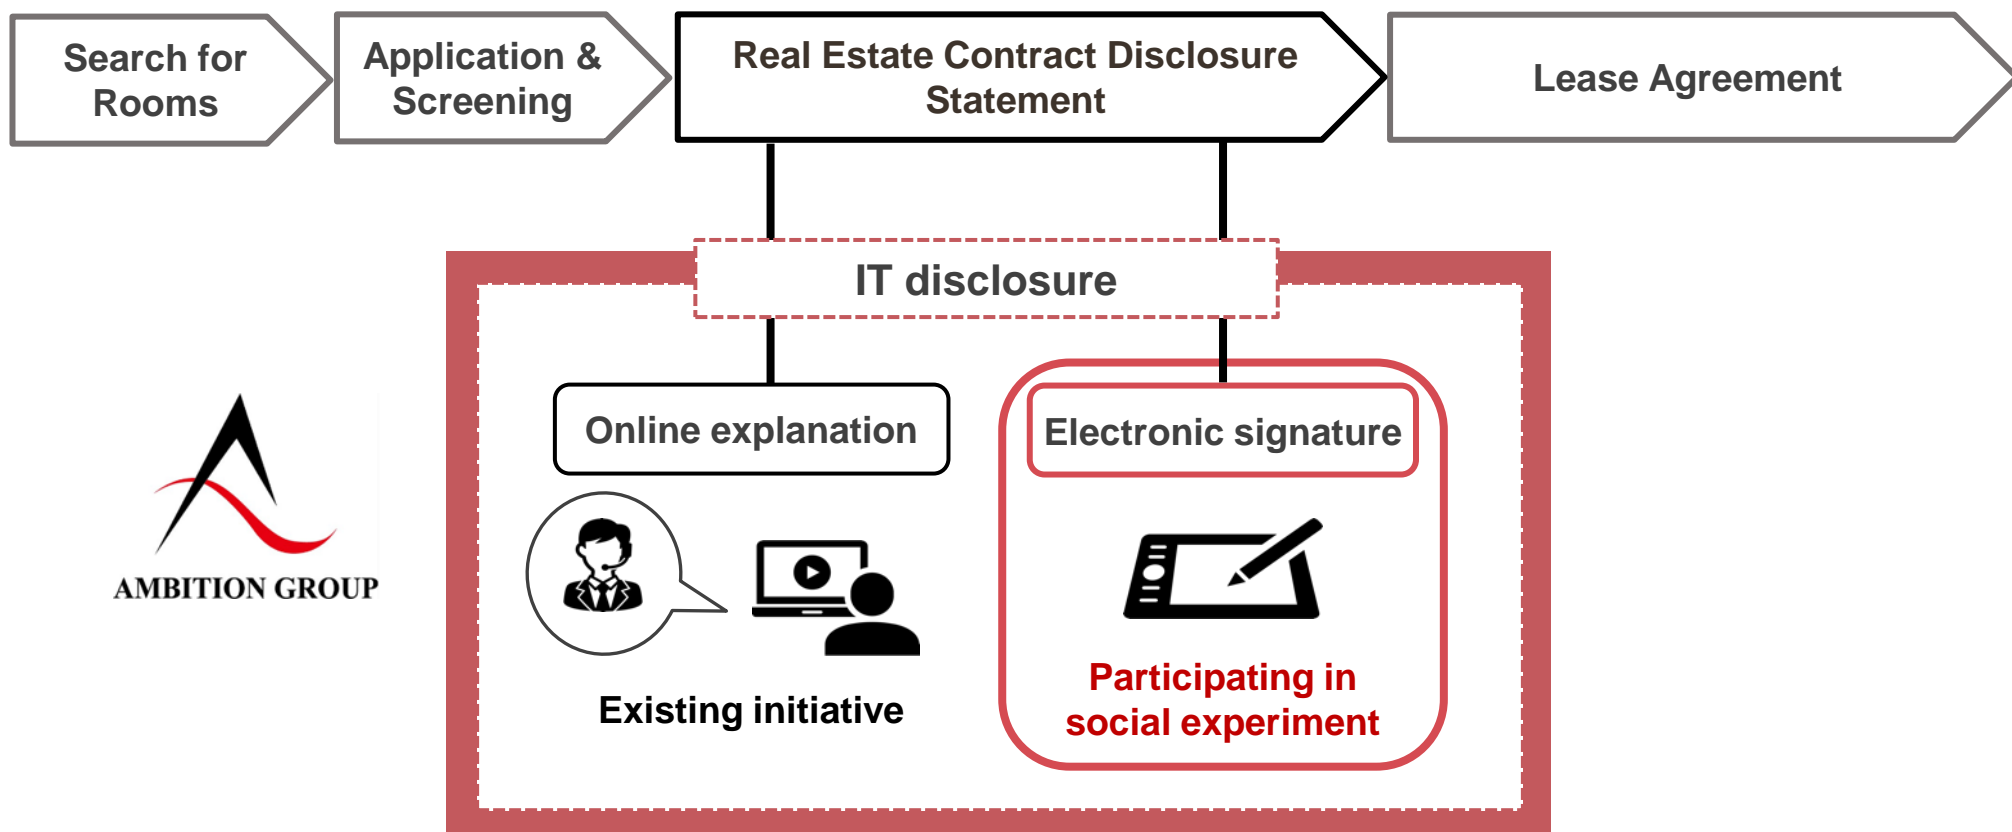 Search for
Rooms
Application &
Screening
Real Estate Contract Disclosure
Statement
Lease Agreement
IT disclosure
Online explanation
Electronic signature
AMBITION GROUP
Existing initiative
Participating in
social experiment